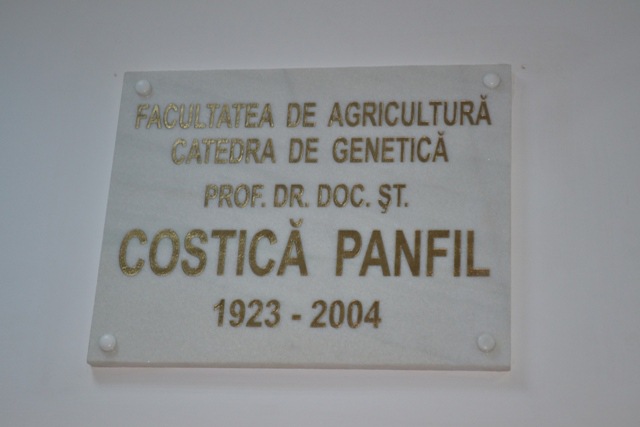 FACULTATEA DE AGRICULTURĂ
CATEDRA DE GENETICĂ
PROF. DR. DOC. ŞT.
COSTICĂ PANFIL
1923 - 2004